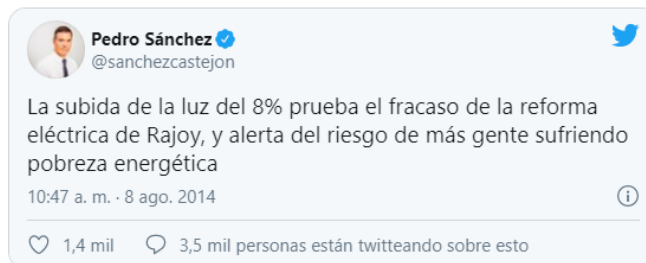 Pedro Sánchez
@sanchezcastejon
La subida de la luz del 8% prueba el fracaso de la reforma
eléctrica de Rajoy, y alerta del riesgo de más gente sufriendo
pobreza energética
10:47 a. m. · 8 ago. 2014
1,4 mil 3,5 mil personas están twitteando sobre esto